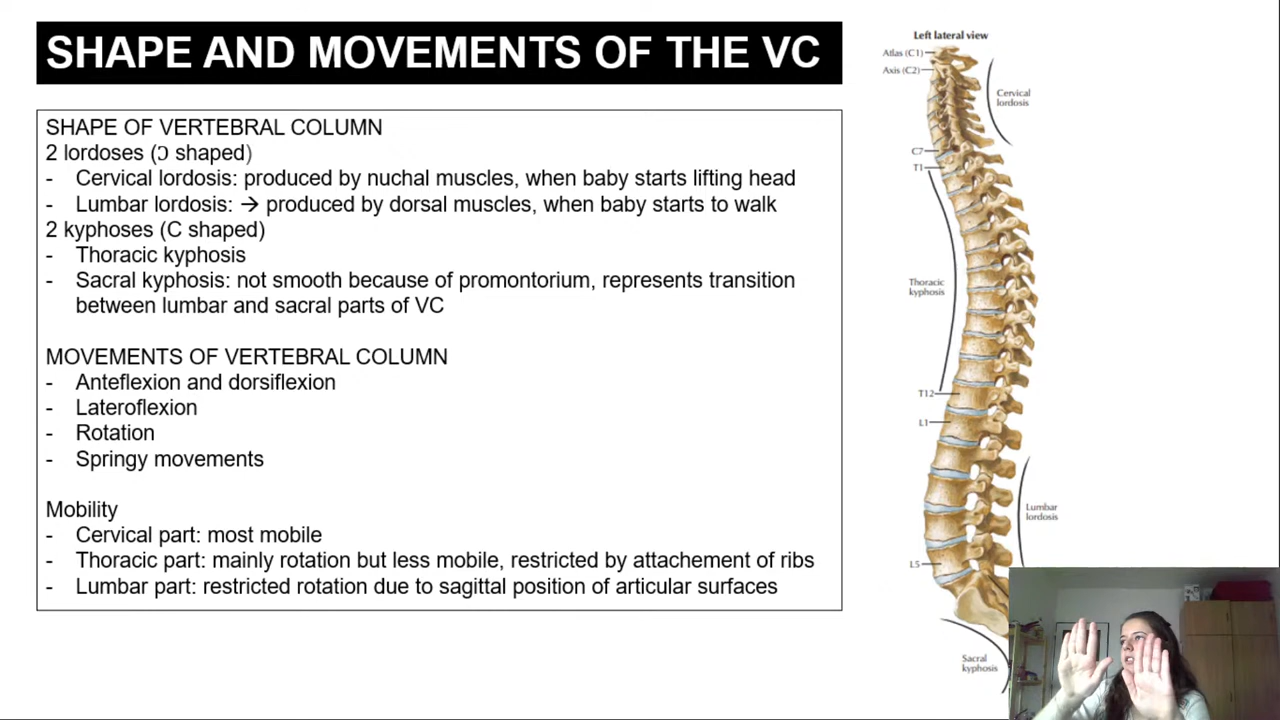 SHAPE AND MOVEMENTS OF THE VC
SHAPE OF VERTEBRAL COLUMN
2 lordoses (Ɔ shaped)
- Cervical lordosis: produced by nuchal muscles, when baby starts lifting head
- Lumbar lordosis: → produced by dorsal muscles, when baby starts to walk
2 kyphoses (C shaped)
- Thoracic kyphosis
- Sacral kyphosis: not smooth because of promontorium, represents transition
between lumbar and sacral parts of VC
MOVEMENTS OF VERTEBRAL COLUMN
- Anteflexion and dorsiflexion
- Lateroflexion
- Rotation
- Springy movements
Mobility
- Cervical part: most mobile
- Thoracic part: mainly rotation but less mobile, restricted by attachement of ribs
- Lumbar part: restricted rotation due to sagittal position of articular surfaces
Left lateral view
Atlas (C1)
Axis (C2)
Cervical
lordosis
C7
T1
Thoracic
kyphosis
T12
L1
Lumbar
lordosis
L5
Sacral
kyphosis